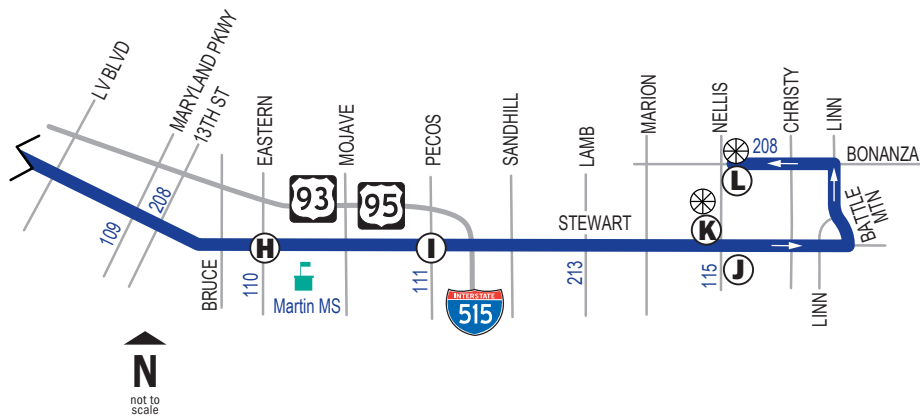 LV BLVD
MARYLAND PKWY
13TH ST
EASTERN
MOJAVE
PECOS
SANDHILL
LAMB
MARION
NELLIS
CHRISTY
LINN
208
BONANZA
L
93
95
K
STEWART
BATTLE
MTN
109
208
BRUCE
H
110
Martin MS
I
111
INTERSTATE
515
213
115
J
LINN
N
not to
scale